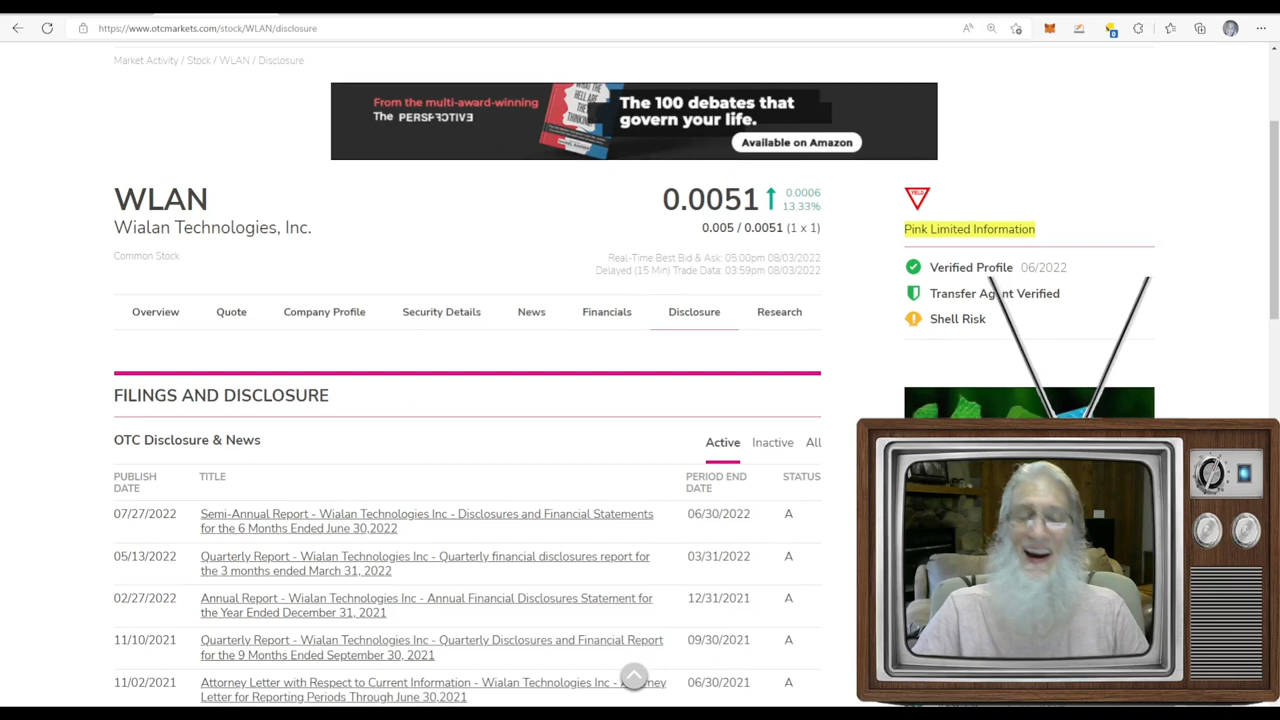 https://www.otcmarkets.com/stock/WLAN/disclosure
Market Activity / Stock / WLAN / Disclosure
From the multi-award-winning
The PERSPECTIVE
WHAT THE
HELL ARE
THEY
THINKING?
The 100 debates that
govern your life.
Available on Amazon
WLAN
Wialan Technologies, Inc.
Common Stock
0.0051
0.0006
13.33%
0.005 / 0.0051 (1 x 1)
Real-Time Best Bid & Ask: 05:00pm 08/03/2022
Delayed (15 Min) Trade Data: 03:59pm 08/03/2022
YIELD
Pink Limited Information
Verified Profile 06/2022
Transfer Agent Verified
Shell Risk
Overview Quote Company Profile Security Details News Financials Disclosure Research
FILINGS AND DISCLOSURE
OTC Disclosure & News
Active Inactive All
PUBLISH DATE TITLE PERIOD END DATE STATUS
07/27/2022 Semi-Annual Report - Wialan Technologies Inc - Disclosures and Financial Statements 06/30/2022 A
for the 6 Months Ended June 30,2022
05/13/2022 Quarterly Report - Wialan Technologies Inc - Quarterly financial disclosures report for 03/31/2022 A
the 3 months ended March 31, 2022
02/27/2022 Annual Report - Wialan Technologies Inc - Annual Financial Disclosures Statement for 12/31/2021 A
the Year Ended December 31, 2021
11/10/2021 Quarterly Report - Wialan Technologies Inc - Quarterly Disclosures and Financial Report 09/30/2021 A
for the 9 Months Ended September 30, 2021
11/02/2021 Attorney Letter with Respect to Current Information - Wialan Technologies Inc - 06/30/2021 A
Letter for Reporting Periods Through June 30,2021